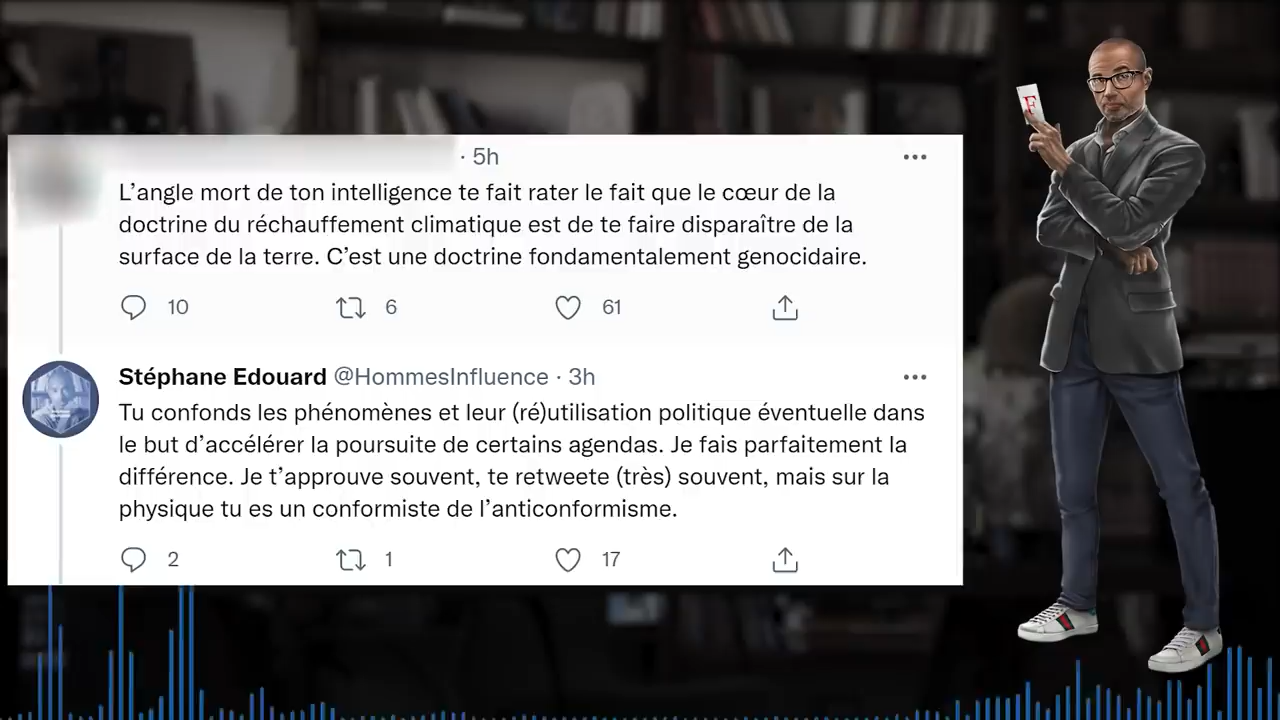 · 5h
L’angle mort de ton intelligence te fait rater le fait que le cœur de la
doctrine du réchauffement climatique est de te faire disparaître de la
surface de la terre. C’est une doctrine fondamentalement genocidaire.
10 6 61
Stéphane Edouard @HommesInfluence · 3h
Tu confonds les phénomènes et leur (ré)utilisation politique éventuelle dans
le but d’accélérer la poursuite de certains agendas. Je fais parfaitement la
différence. Je t’approuve souvent, te retweete (très) souvent, mais sur la
physique tu es un conformiste de l’anticonformisme.
2 1 17
F